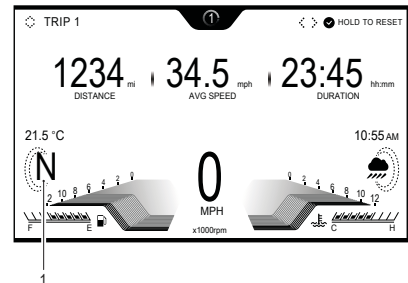 TRIP 1
1
HOLD TO RESET
1234 mi
34.5 mph
23:45 hh:mm
DISTANCE
AVG SPEED
DURATION
21.5 °C
10:55 AM
N
0
MPH
x1000rpm
2 10 8 6 4 2 0
0 2 4 6 8 10 12
F E
C H
1